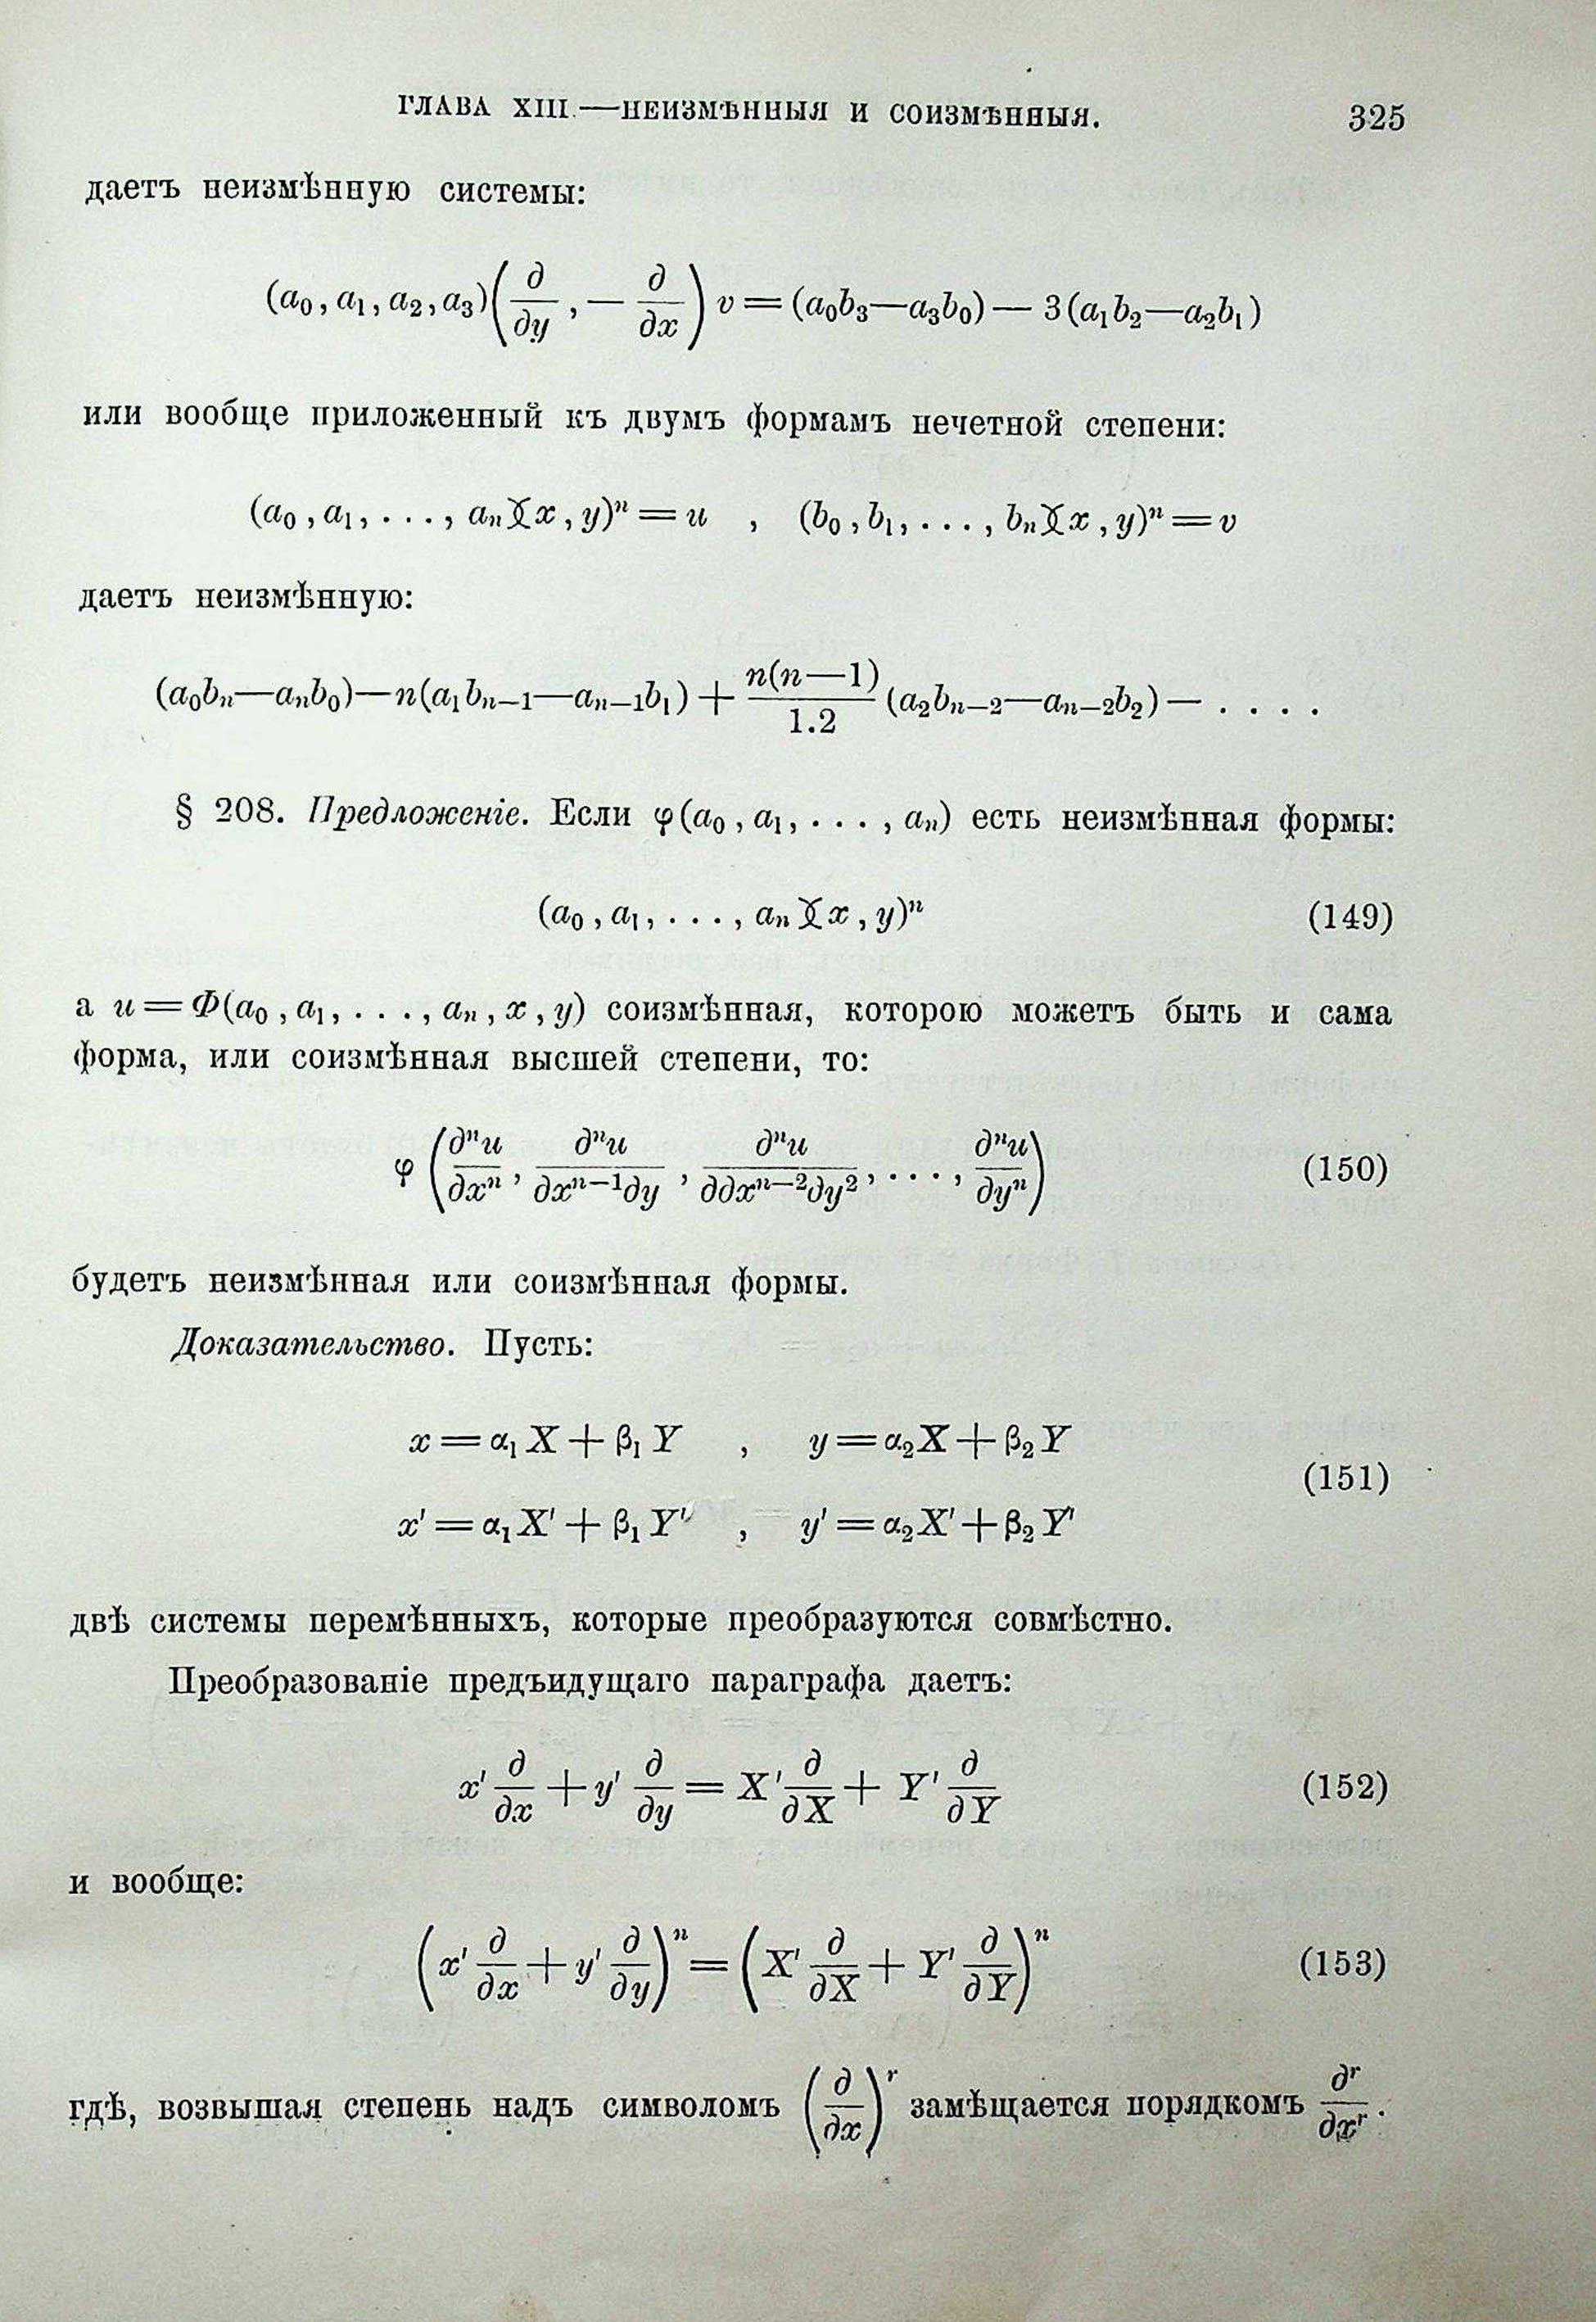 ГЛАВА XIII.—НЕИЗМѢННЫЯ И СОИЗМѢННЫЯ. 325
даетъ неизмѣнную системы:
(a₀, a₁, a₂, a₃)(∂/∂y, —∂/∂x) v = (a₀b₃—a₃b₀) — 3(a₁b₂—a₂b₁)
или вообще приложенный къ двумъ формамъ нечетной степени:
(a₀, a₁, . . . , aₙ)(x, y)ⁿ = u , (b₀, b₁, . . . , bₙ)(x, y)ⁿ = v
даетъ неизмѣнную:
(a₀bₙ—aₙb₀)—n(a₁bₙ₋₁—aₙ₋₁b₁) + n(n—1)/1.2 (a₂bₙ₋₂—aₙ₋₂b₂) — . . . .
§ 208. Предложеніе. Если φ(a₀, a₁, . . . , aₙ) есть неизмѣнная формы:
(a₀, a₁, . . . , aₙ)(x, y)ⁿ (149)
а u = Φ(a₀, a₁, . . . , aₙ, x, y) соизмѣнная, которою можетъ быть и сама
форма, или соизмѣнная высшей степени, то:
φ (∂ⁿu/∂xⁿ, ∂ⁿu/∂xⁿ⁻¹∂y, ∂ⁿu/∂∂xⁿ⁻²∂y², . . . , ∂ⁿu/∂yⁿ) (150)
будетъ неизмѣнная или соизмѣнная формы.
Доказательство. Пусть:
x = α₁X + β₁Y , y = α₂X + β₂Y
(151)
x' = α₁X' + β₁Y' , y' = α₂X' + β₂Y'
двѣ системы перемѣнныхъ, которые преобразуются совмѣстно.
Преобразованіе предъидущаго параграфа даетъ:
x' ∂/∂x + y' ∂/∂y = X' ∂/∂X + Y' ∂/∂Y (152)
и вообще:
(x' ∂/∂x + y' ∂/∂y)ⁿ = (X' ∂/∂X + Y' ∂/∂Y)ⁿ (153)
гдѣ, возвышая степень надъ символомъ (∂/∂x)ʳ замѣщается порядкомъ ∂ʳ/∂xʳ.